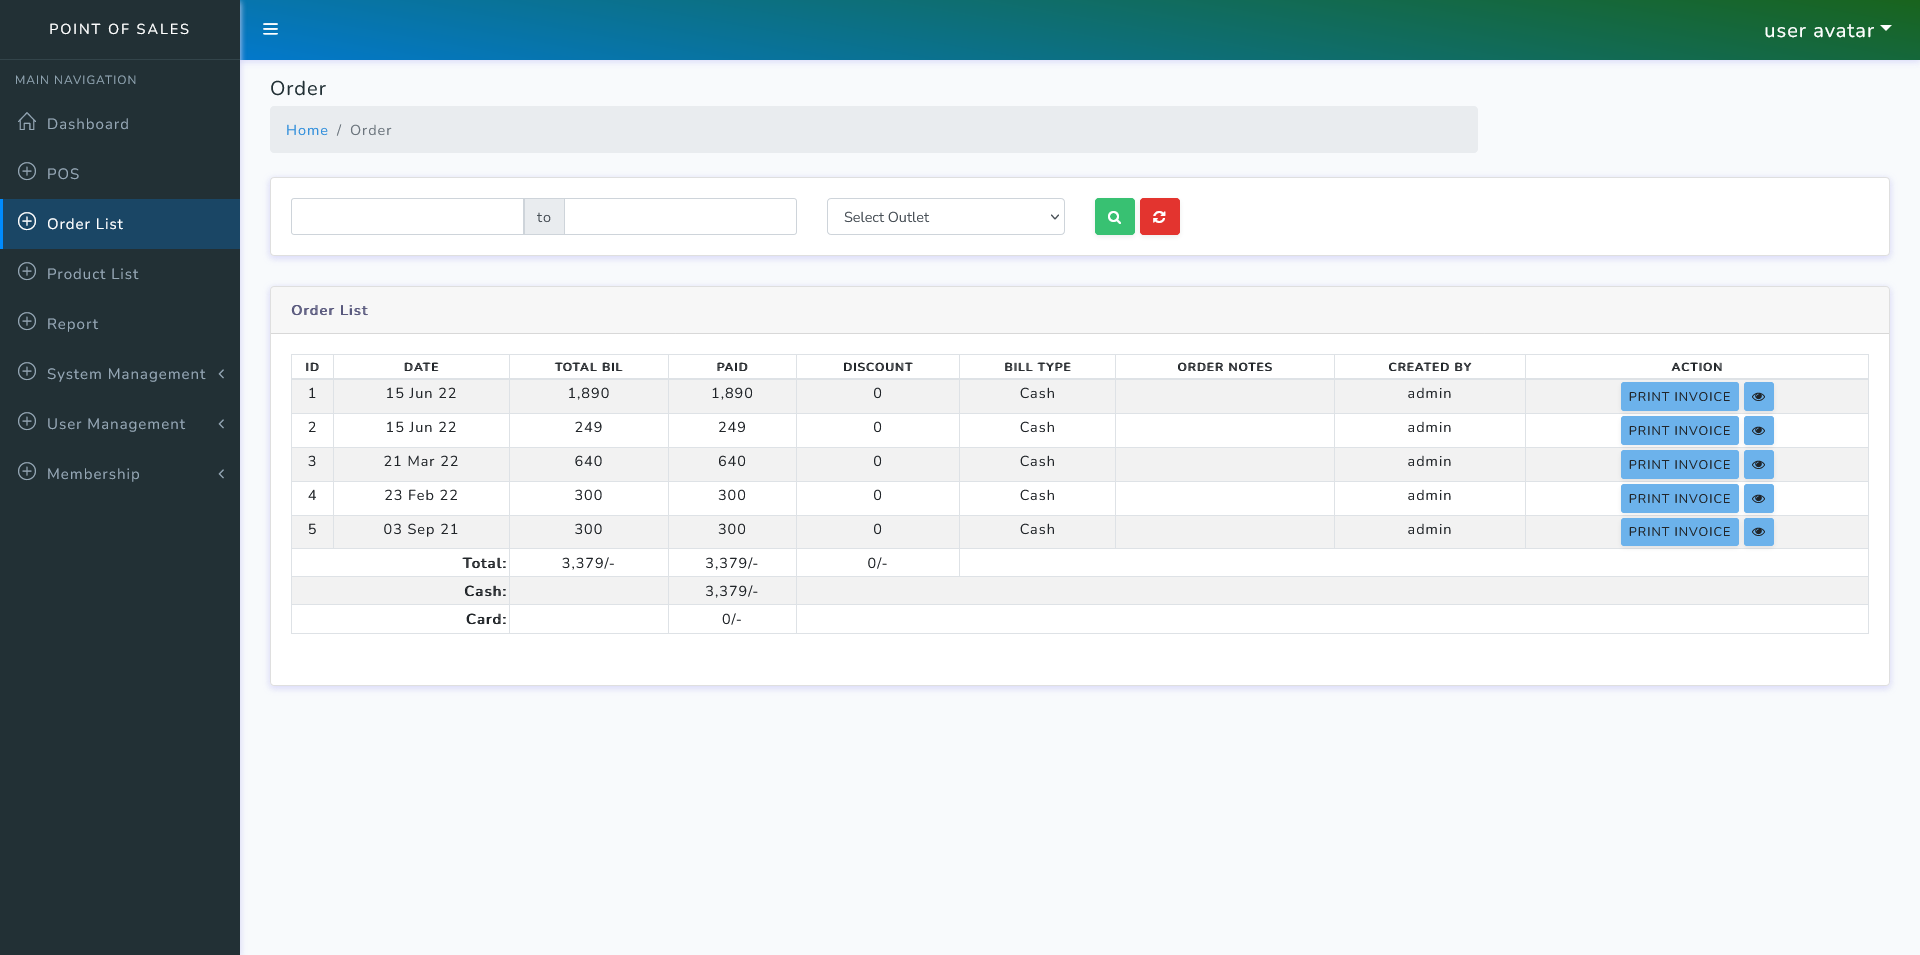 POINT OF SALES
user avatar
MAIN NAVIGATION
Dashboard
POS
Order List
Product List
Report
System Management
User Management
Membership
Order
Home / Order
to
Select Outlet
Order List
ID DATE TOTAL BIL PAID DISCOUNT BILL TYPE ORDER NOTES CREATED BY ACTION
1 15 Jun 22 1,890 1,890 0 Cash admin PRINT INVOICE
2 15 Jun 22 249 249 0 Cash admin PRINT INVOICE
3 21 Mar 22 640 640 0 Cash admin PRINT INVOICE
4 23 Feb 22 300 300 0 Cash admin PRINT INVOICE
5 03 Sep 21 300 300 0 Cash admin PRINT INVOICE
Total: 3,379/- 3,379/- 0/-
Cash: 3,379/-
Card: 0/-